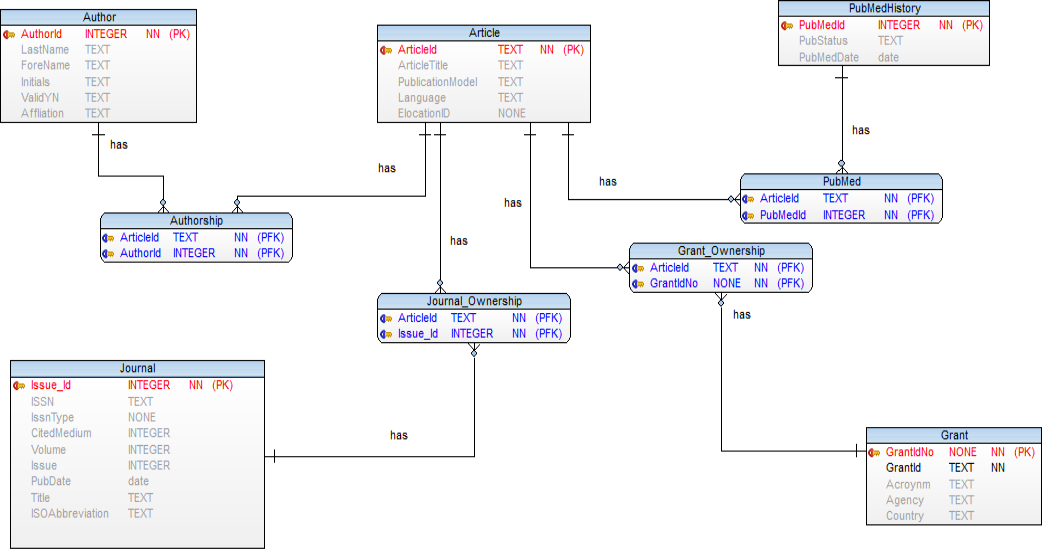 Author
AuthorId INTEGER NN (PK)
LastName TEXT
ForeName TEXT
Initials TEXT
ValidYN TEXT
Affliation TEXT
Article
ArticleId TEXT NN (PK)
ArticleTitle TEXT
PublicationModel TEXT
Language TEXT
ElocationID NONE
PubMedHistory
PubMedId INTEGER NN (PK)
PubStatus TEXT
PubMedDate date
has
has
has
has
has
has
PubMed
ArticleId TEXT NN (PFK)
PubMedId INTEGER NN (PFK)
Authorship
ArticleId TEXT NN (PFK)
AuthorId INTEGER NN (PFK)
Grant_Ownership
ArticleId TEXT NN (PFK)
GrantIdNo NONE NN (PFK)
Journal_Ownership
ArticleId TEXT NN (PFK)
Issue_Id INTEGER NN (PFK)
has
Journal
Issue_Id INTEGER NN (PK)
ISSN TEXT
IssnType NONE
CitedMedium INTEGER
Volume INTEGER
Issue INTEGER
PubDate date
Title TEXT
ISOAbbreviation TEXT
has
Grant
GrantIdNo NONE NN (PK)
GrantId TEXT NN
Acroynm TEXT
Agency TEXT
Country TEXT